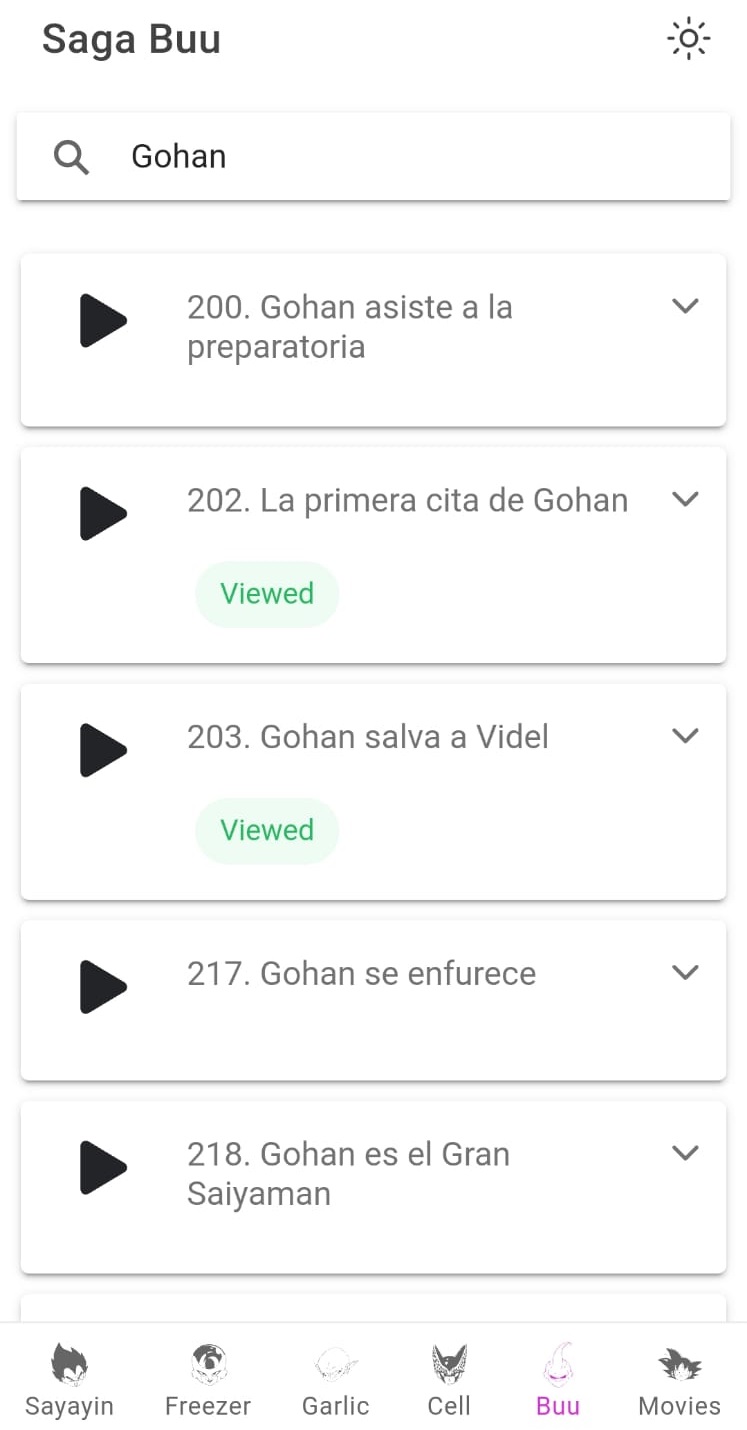 Saga Buu
Gohan
200. Gohan asiste a la
preparatoria
202. La primera cita de Gohan
Viewed
203. Gohan salva a Videl
Viewed
217. Gohan se enfurece
218. Gohan es el Gran
Saiyaman
Sayayin
Freezer
Garlic
Cell
Buu
Movies